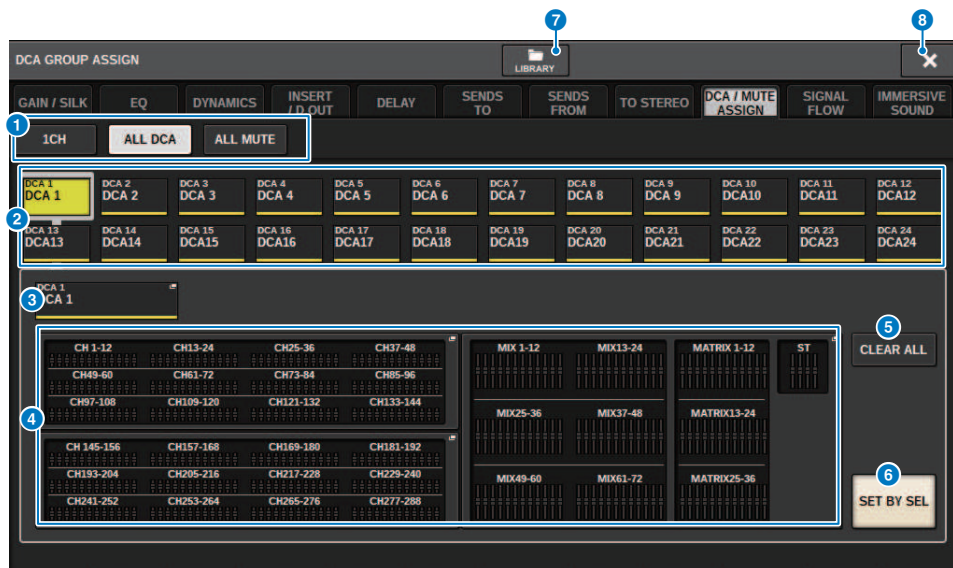 7 8
DCA GROUP ASSIGN LIBRARY ×
GAIN / SILK EQ DYNAMICS INSERT / D.OUT DELAY SENDS TO SENDS FROM TO STEREO DCA / MUTE ASSIGN SIGNAL FLOW IMMERSIVE SOUND
1
1CH ALL DCA ALL MUTE
DCA 1 DCA 2 DCA 3 DCA 4 DCA 5 DCA 6 DCA 7 DCA 8 DCA 9 DCA 10 DCA 11 DCA 12
DCA 1 DCA 2 DCA 3 DCA 4 DCA 5 DCA 6 DCA 7 DCA 8 DCA 9 DCA10 DCA11 DCA12
2
DCA 13 DCA 14 DCA 15 DCA 16 DCA 17 DCA 18 DCA 19 DCA 20 DCA 21 DCA 22 DCA 23 DCA 24
DCA13 DCA14 DCA15 DCA16 DCA17 DCA18 DCA19 DCA20 DCA21 DCA22 DCA23 DCA24
DCA 1
3 DCA 1
5
CH 1-12 CH13-24 CH25-36 CH37-48 MIX 1-12 MIX13-24 MATRIX 1-12 ST CLEAR ALL
CH49-60 CH61-72 CH73-84 CH85-96
CH97-108 CH109-120 CH121-132 CH133-144 MIX25-36 MIX37-48 MATRIX13-24
4
CH 145-156 CH157-168 CH169-180 CH181-192
CH193-204 CH205-216 CH217-228 CH229-240 MIX49-60 MIX61-72 MATRIX25-36 6
CH241-252 CH253-264 CH265-276 CH277-288 SET BY SEL